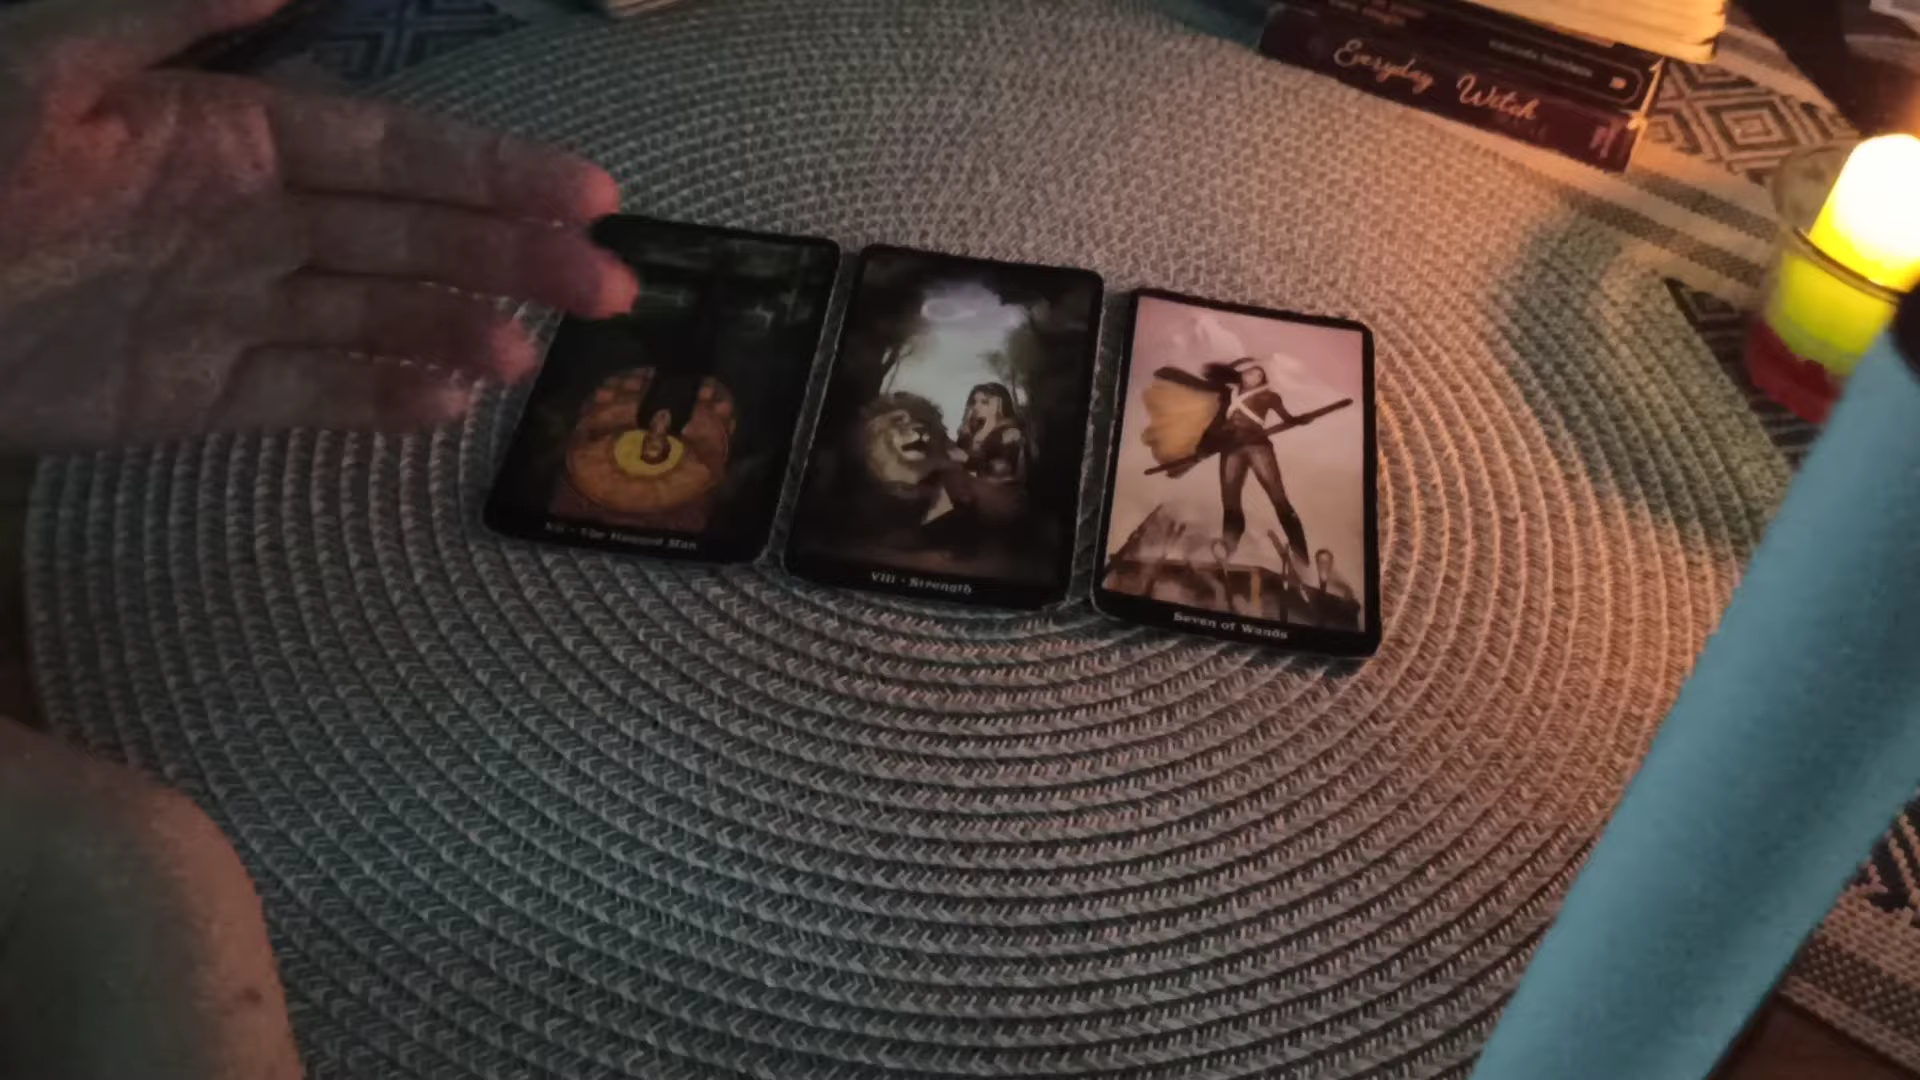 Everyday Witch
XII • The Hanged Man
VIII • Strength
Seven of Wands